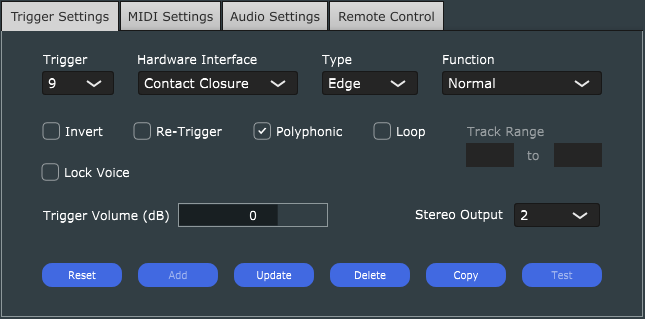 Trigger Settings MIDI Settings Audio Settings Remote Control
Trigger Hardware Interface Type Function
9 Contact Closure Edge Normal
Invert Re-Trigger Polyphonic Loop Track Range
to
Lock Voice
Trigger Volume (dB) 0 Stereo Output 2
Reset Add Update Delete Copy Test